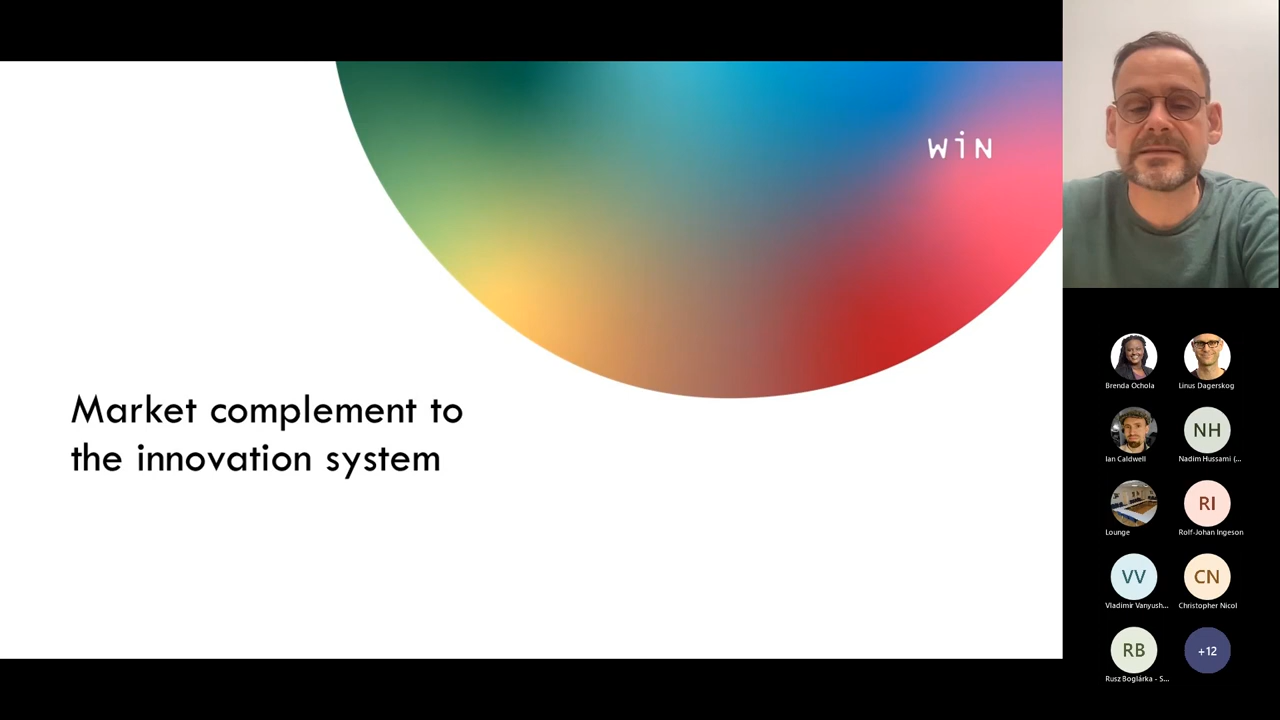 WiN
Market complement to
the innovation system
Brenda Ochola
Linus Dagerskog
Ian Caldwell
NH
Nadim Hussami (...
Lounge
RI
Rolf-Johan Ingeson
VV
Vladimir Vanyush...
CN
Christopher Nicol
RB
Rusz Boglárka - S...
+12